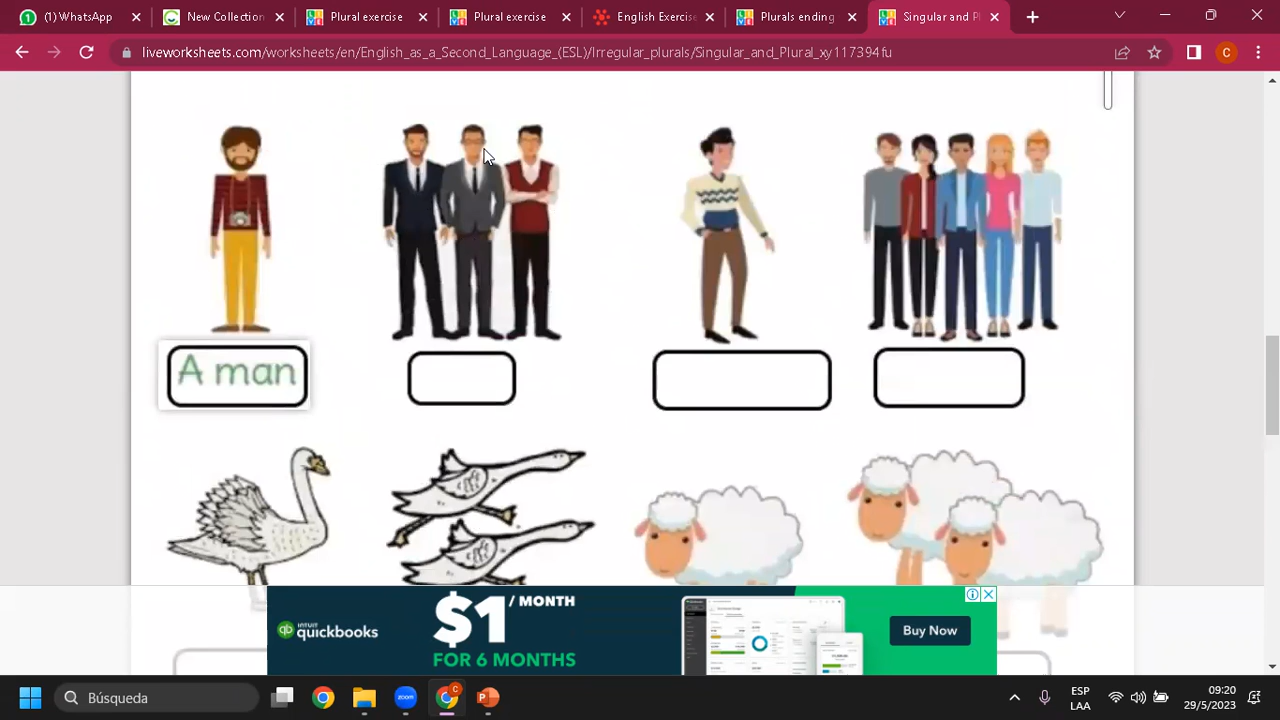 (1) WhatsApp
New Collection
Plural exercise
Plural exercise
English Exercise
Plurals ending
Singular and Pl
liveworksheets.com/worksheets/en/English_as_a_Second_Language_(ESL)/Irregular_plurals/Singular_and_Plural_xy117394fu
C
A man
intuit quickbooks
$1 / MONTH
FOR 6 MONTHS
Buy Now
Búsqueda
zoom
C
P
ESP
LAA
09:20
29/5/2023